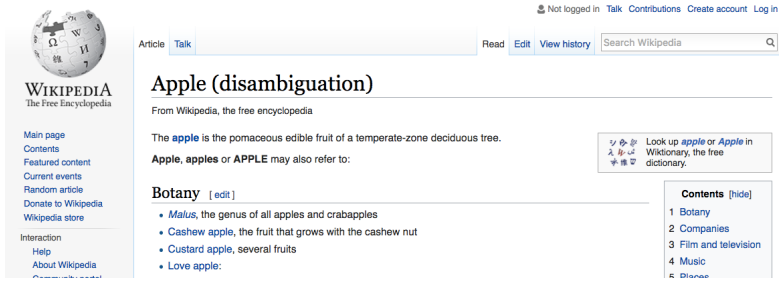 Not logged in Talk Contributions Create account Log in
Article Talk Read Edit View history Search Wikipedia
WIKIPEDIA
The Free Encyclopedia
Apple (disambiguation)
From Wikipedia, the free encyclopedia
The apple is the pomaceous edible fruit of a temperate-zone deciduous tree.
Apple, apples or APPLE may also refer to:
Look up apple or Apple in
Wiktionary, the free
dictionary.
Main page
Contents
Featured content
Current events
Random article
Donate to Wikipedia
Wikipedia store
Interaction
Help
About Wikipedia
Community portal
Botany [ edit ]
• Malus, the genus of all apples and crabapples
• Cashew apple, the fruit that grows with the cashew nut
• Custard apple, several fruits
• Love apple:
Contents [hide]
1 Botany
2 Companies
3 Film and television
4 Music
5 Places